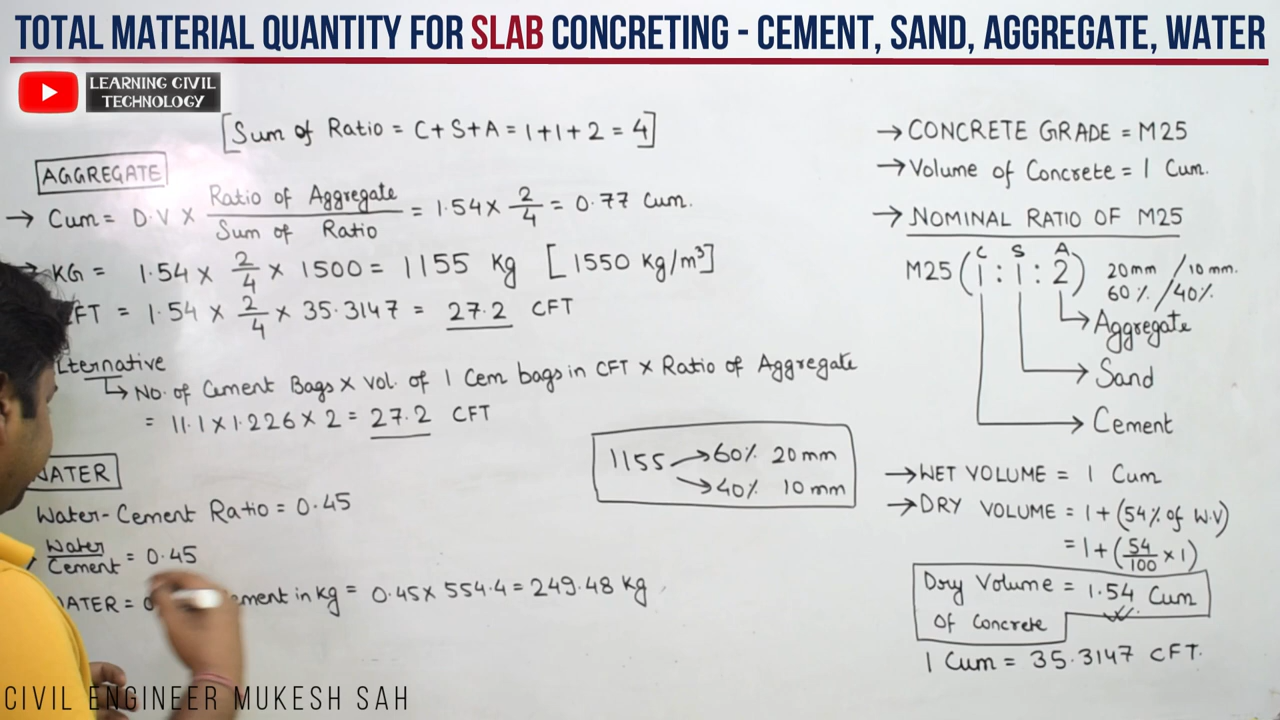 TOTAL MATERIAL QUANTITY FOR SLAB CONCRETING - CEMENT, SAND, AGGREGATE, WATER
LEARNING CIVIL
TECHNOLOGY
[Sum of Ratio = C+S+A = 1+1+2 = 4]
AGGREGATE
→ Cum = D.V × Ratio of Aggregate / Sum of Ratio = 1.54 × 2/4 = 0.77 Cum.
KG = 1.54 × 2/4 × 1500 = 1155 kg [1550 kg/m³]
FT = 1.54 × 2/4 × 35.3147 = 27.2 CFT
lternative
↳ No. of Cement Bags × vol. of 1 Cem bags in CFT × Ratio of Aggregate
= 11.1 × 1.226 × 2 = 27.2 CFT
1155 → 60% 20 mm
→ 40% 10 mm
WATER
Water-Cement Ratio = 0.45
Water / Cement = 0.45
ATER = ement in kg = 0.45 × 554.4 = 249.48 kg
→ CONCRETE GRADE = M25
→ Volume of Concrete = 1 Cum.
→ NOMINAL RATIO OF M25
C S A
M25 (1 : 1 : 2) 20mm / 10 mm.
60% / 40%
→ Aggregate
→ Sand
→ Cement
→ WET VOLUME = 1 Cum
→ DRY VOLUME = 1 + (54% of W.V)
= 1 + (54/100 × 1)
Dry Volume = 1.54 Cum
Of Concrete
1 Cum = 35.3147 CFT.
CIVIL ENGINEER MUKESH SAH